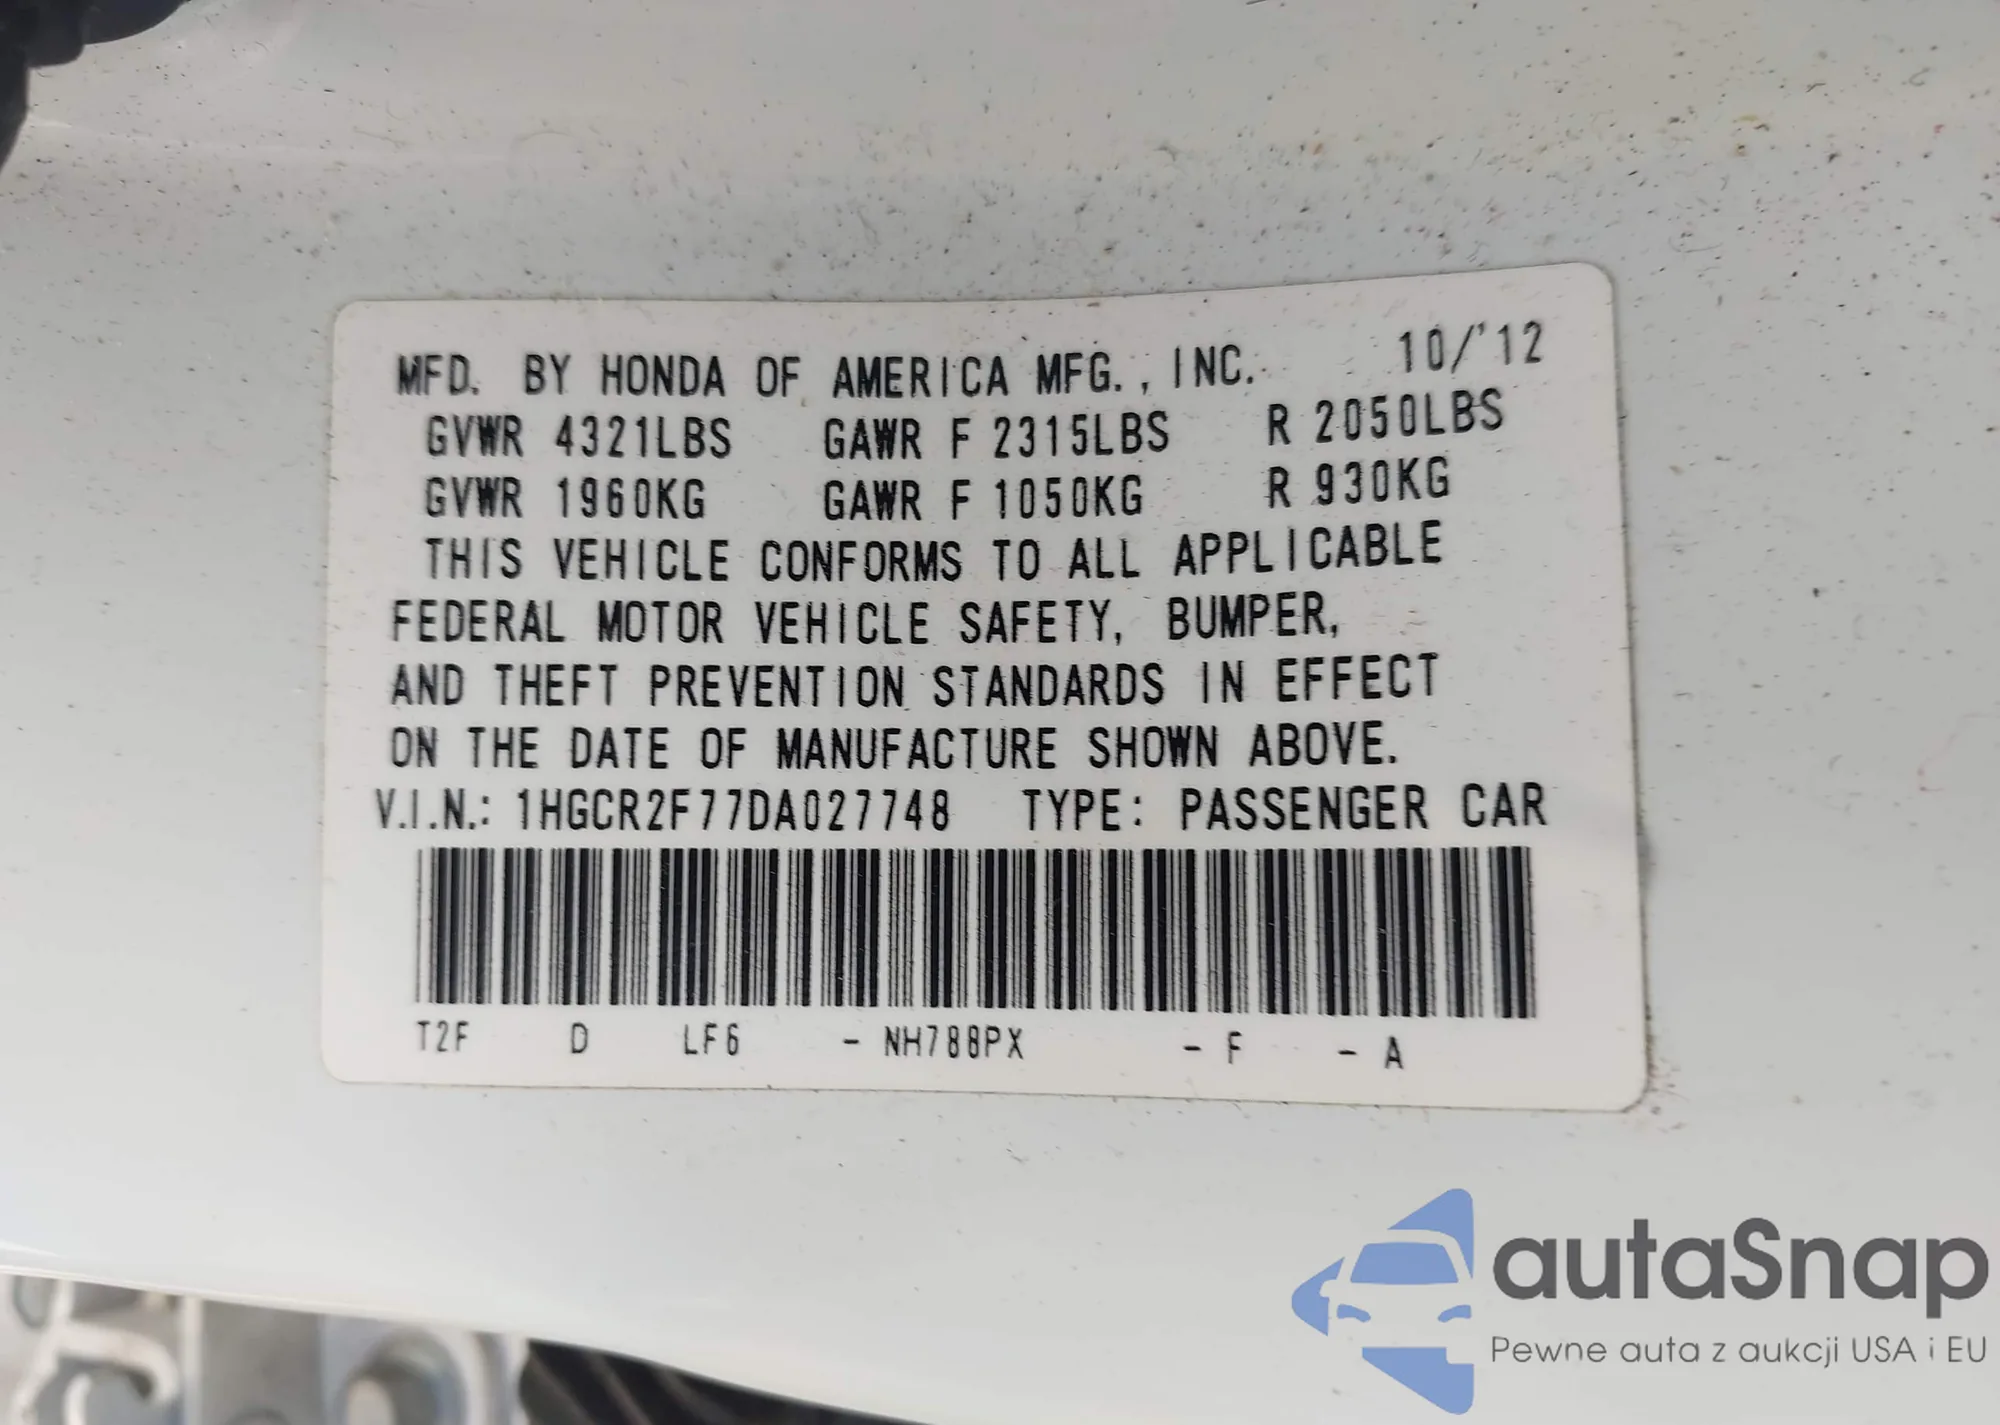 MFD. BY HONDA OF AMERICA MFG., INC. 10/'12
GVWR 4321LBS GAWR F 2315LBS R 2050LBS
GVWR 1960KG GAWR F 1050KG R 930KG
THIS VEHICLE CONFORMS TO ALL APPLICABLE
FEDERAL MOTOR VEHICLE SAFETY, BUMPER,
AND THEFT PREVENTION STANDARDS IN EFFECT
ON THE DATE OF MANUFACTURE SHOWN ABOVE.
V.I.N.: 1HGCR2F77DA027748 TYPE: PASSENGER CAR
T2F D LF6 - NH788PX - F - A
autaSnap
Pewne auta z aukcji USA i EU